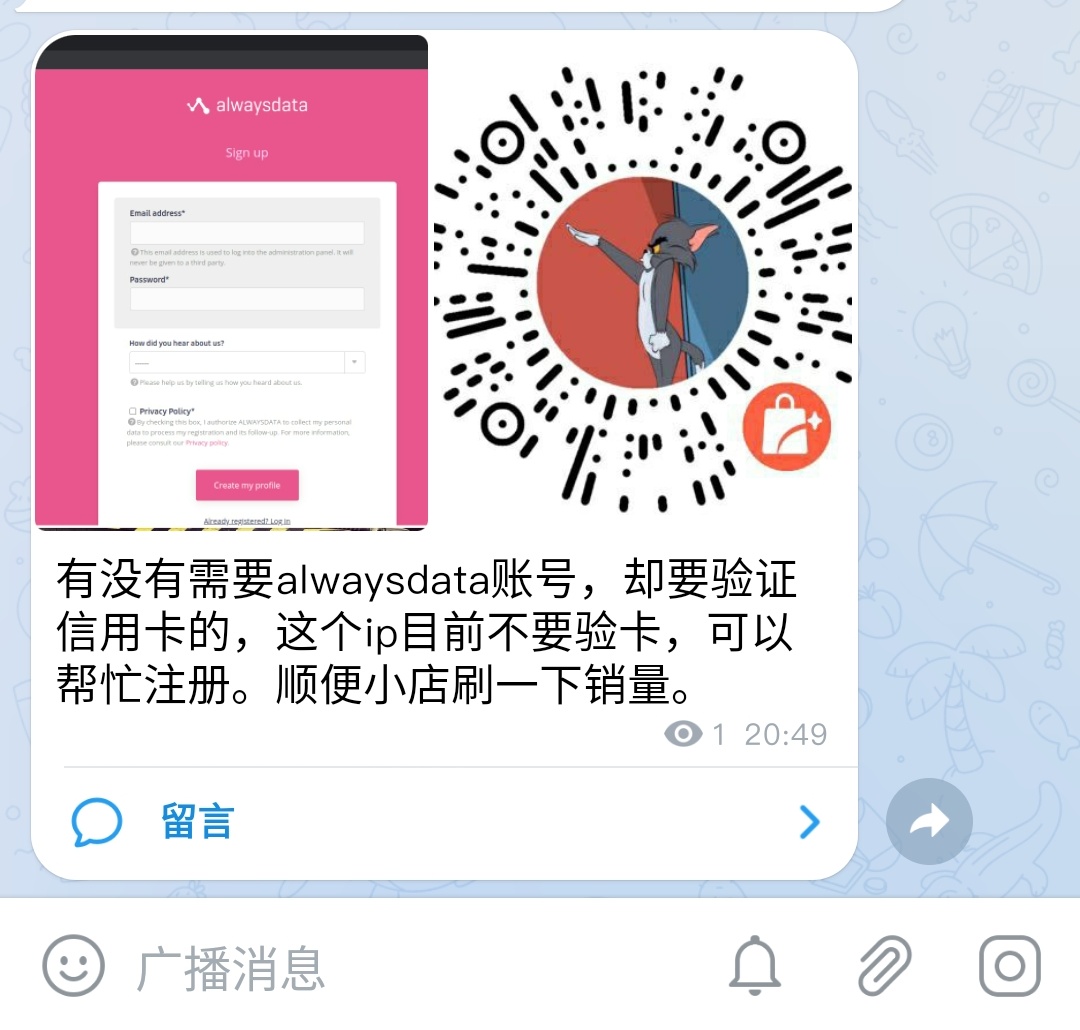 alwaysdata
Sign up
Email address*
This email address is used to log into the administration panel. It will
never be given to a third party.
Password*
How did you hear about us?
Please help us by telling us how you heard about us.
Privacy Policy*
By checking this box, I authorize ALWAYSDATA to collect my personal
data to process my registration and its follow-up. For more information,
please consult our Privacy policy.
Create my profile
Already registered? Log in
有没有需要alwaysdata账号，却要验证
信用卡的，这个ip目前不要验卡，可以
帮忙注册。顺便小店刷一下销量。
1 20:49
留言
广播消息